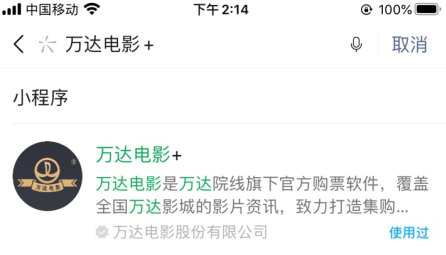 中国移动 下午 2:14 100%
万达电影+ 取消
小程序
万达电影
万达电影+
万达电影是万达院线旗下官方购票软件，覆盖
全国万达影城的影片资讯，致力打造集购...
万达电影股份有限公司 使用过